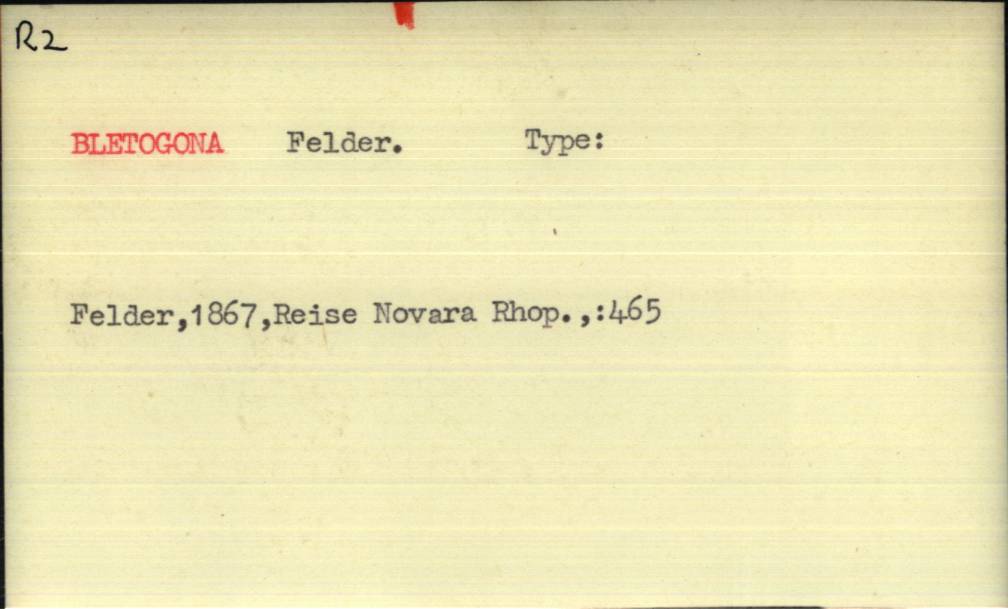 R2
BLETOGONA Felder. Type:
Felder,1867,Reise Novara Rhop.,:465